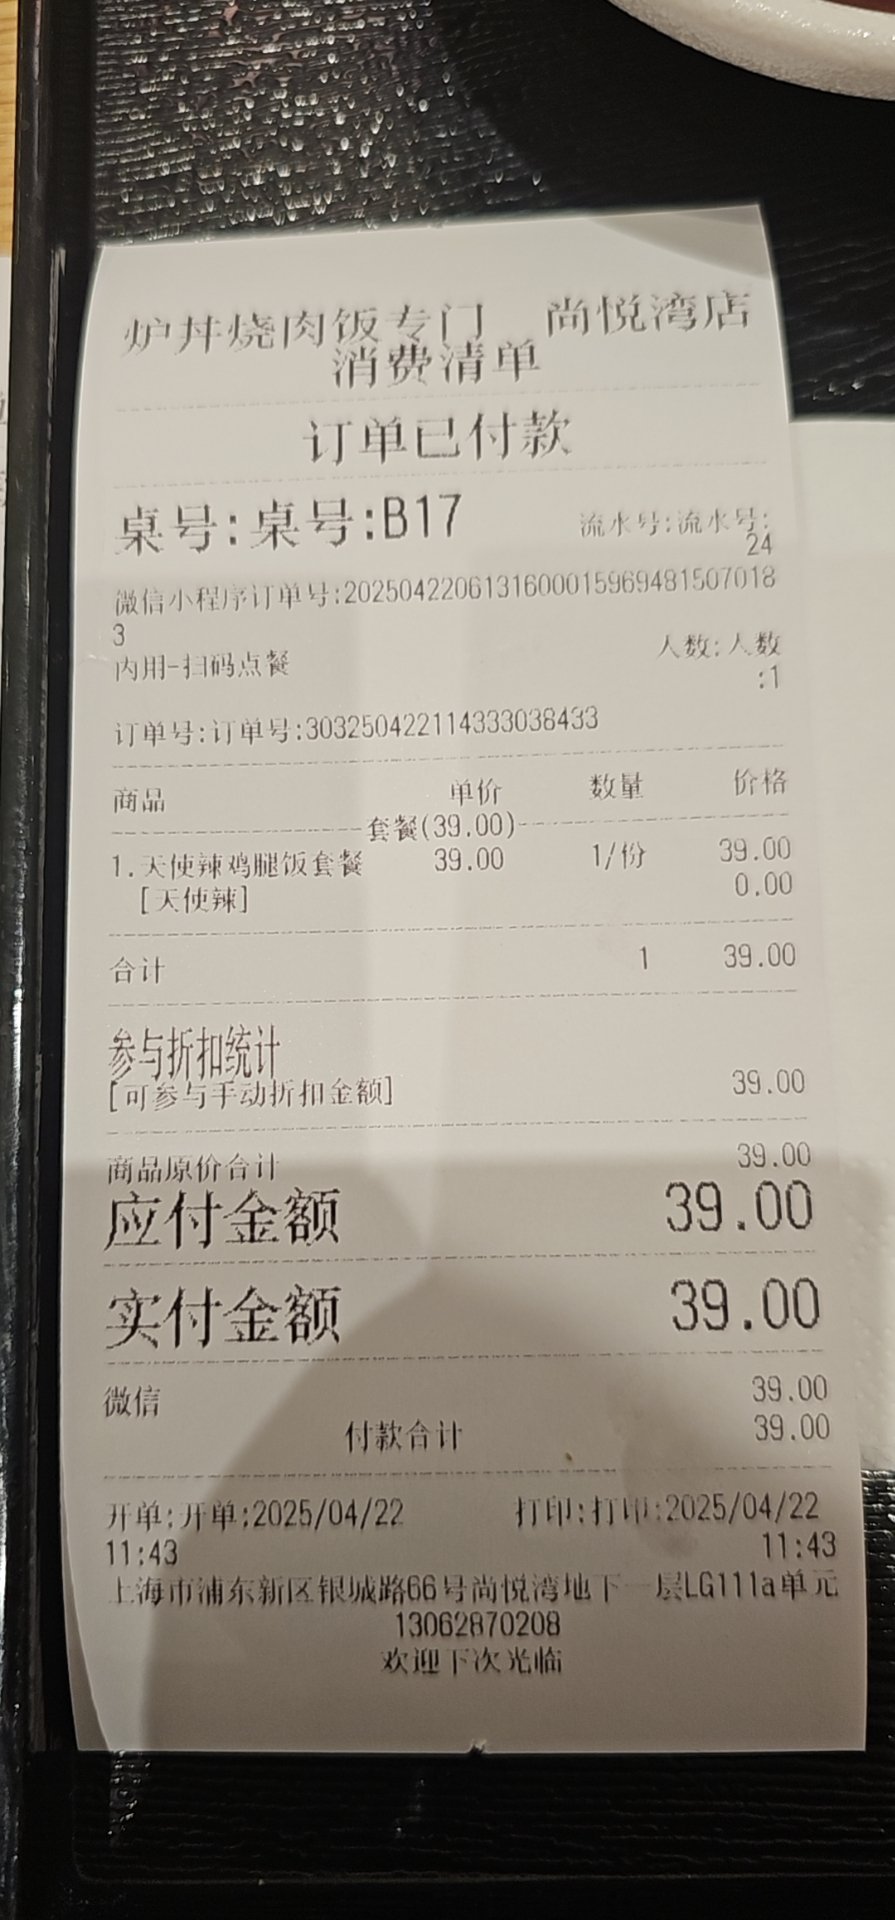 炉丼烧肉饭专门 尚悦湾店
消费清单
订单已付款
桌号:桌号:B17 流水号:流水号:
24
微信小程序订单号:2025042206131600015969481507018
3
内用-扫码点餐 人数:人数
:1
订单号:订单号:303250422114333038433
商品 单价 数量 价格
套餐(39.00)
1.天使辣鸡腿饭套餐 39.00 1/份 39.00
[天使辣] 0.00
合计 1 39.00
参与折扣统计
[可参与手动折扣金额] 39.00
商品原价合计 39.00
应付金额 39.00
实付金额 39.00
微信 39.00
付款合计 39.00
开单:开单:2025/04/22 打印:打印:2025/04/22
11:43 11:43
上海市浦东新区银城路66号尚悦湾地下一层LG111a单元
13062870208
欢迎下次光临